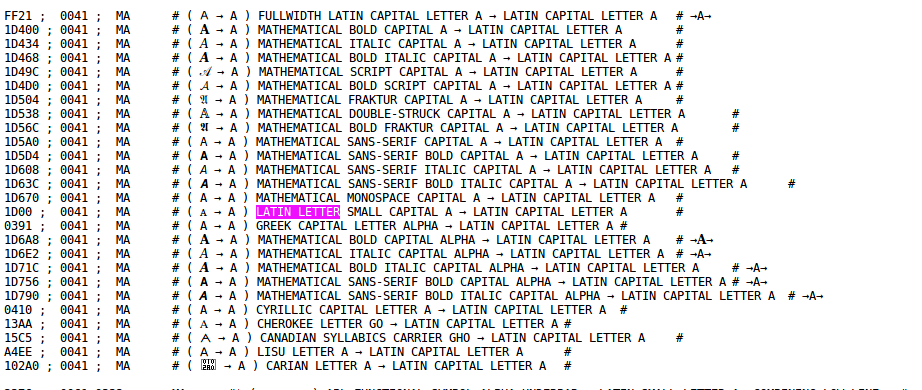 FF21 ; 0041 ; MA # ( Ａ → A ) FULLWIDTH LATIN CAPITAL LETTER A → LATIN CAPITAL LETTER A # →А→
1D400 ; 0041 ; MA # ( 𝐀 → A ) MATHEMATICAL BOLD CAPITAL A → LATIN CAPITAL LETTER A #
1D434 ; 0041 ; MA # ( 𝐴 → A ) MATHEMATICAL ITALIC CAPITAL A → LATIN CAPITAL LETTER A #
1D468 ; 0041 ; MA # ( 𝑨 → A ) MATHEMATICAL BOLD ITALIC CAPITAL A → LATIN CAPITAL LETTER A #
1D49C ; 0041 ; MA # ( 𝒜 → A ) MATHEMATICAL SCRIPT CAPITAL A → LATIN CAPITAL LETTER A #
1D4D0 ; 0041 ; MA # ( 𝓐 → A ) MATHEMATICAL BOLD SCRIPT CAPITAL A → LATIN CAPITAL LETTER A #
1D504 ; 0041 ; MA # ( 𝔄 → A ) MATHEMATICAL FRAKTUR CAPITAL A → LATIN CAPITAL LETTER A #
1D538 ; 0041 ; MA # ( 𝔸 → A ) MATHEMATICAL DOUBLE-STRUCK CAPITAL A → LATIN CAPITAL LETTER A #
1D56C ; 0041 ; MA # ( 𝕬 → A ) MATHEMATICAL BOLD FRAKTUR CAPITAL A → LATIN CAPITAL LETTER A #
1D5A0 ; 0041 ; MA # ( 𝖠 → A ) MATHEMATICAL SANS-SERIF CAPITAL A → LATIN CAPITAL LETTER A #
1D5D4 ; 0041 ; MA # ( 𝗔 → A ) MATHEMATICAL SANS-SERIF BOLD CAPITAL A → LATIN CAPITAL LETTER A #
1D608 ; 0041 ; MA # ( 𝘈 → A ) MATHEMATICAL SANS-SERIF ITALIC CAPITAL A → LATIN CAPITAL LETTER A #
1D63C ; 0041 ; MA # ( 𝘼 → A ) MATHEMATICAL SANS-SERIF BOLD ITALIC CAPITAL A → LATIN CAPITAL LETTER A #
1D670 ; 0041 ; MA # ( 𝙰 → A ) MATHEMATICAL MONOSPACE CAPITAL A → LATIN CAPITAL LETTER A #
1D00 ; 0041 ; MA # ( ᴀ → A ) LATIN LETTER SMALL CAPITAL A → LATIN CAPITAL LETTER A #
0391 ; 0041 ; MA # ( Α → A ) GREEK CAPITAL LETTER ALPHA → LATIN CAPITAL LETTER A #
1D6A8 ; 0041 ; MA # ( 𝚨 → A ) MATHEMATICAL BOLD CAPITAL ALPHA → LATIN CAPITAL LETTER A # →𝐀→
1D6E2 ; 0041 ; MA # ( 𝛢 → A ) MATHEMATICAL ITALIC CAPITAL ALPHA → LATIN CAPITAL LETTER A # →Α→
1D71C ; 0041 ; MA # ( 𝜜 → A ) MATHEMATICAL BOLD ITALIC CAPITAL ALPHA → LATIN CAPITAL LETTER A # →Α→
1D756 ; 0041 ; MA # ( 𝝖 → A ) MATHEMATICAL SANS-SERIF BOLD CAPITAL ALPHA → LATIN CAPITAL LETTER A # →Α→
1D790 ; 0041 ; MA # ( 𝞐 → A ) MATHEMATICAL SANS-SERIF BOLD ITALIC CAPITAL ALPHA → LATIN CAPITAL LETTER A # →Α→
0410 ; 0041 ; MA # ( А → A ) CYRILLIC CAPITAL LETTER A → LATIN CAPITAL LETTER A #
13AA ; 0041 ; MA # ( Ꭺ → A ) CHEROKEE LETTER GO → LATIN CAPITAL LETTER A #
15C5 ; 0041 ; MA # ( ᗅ → A ) CANADIAN SYLLABICS CARRIER GHO → LATIN CAPITAL LETTER A #
A4EE ; 0041 ; MA # ( ꓮ → A ) LISU LETTER A → LATIN CAPITAL LETTER A #
102A0 ; 0041 ; MA # ( 𐊠 → A ) CARIAN LETTER A → LATIN CAPITAL LETTER A #